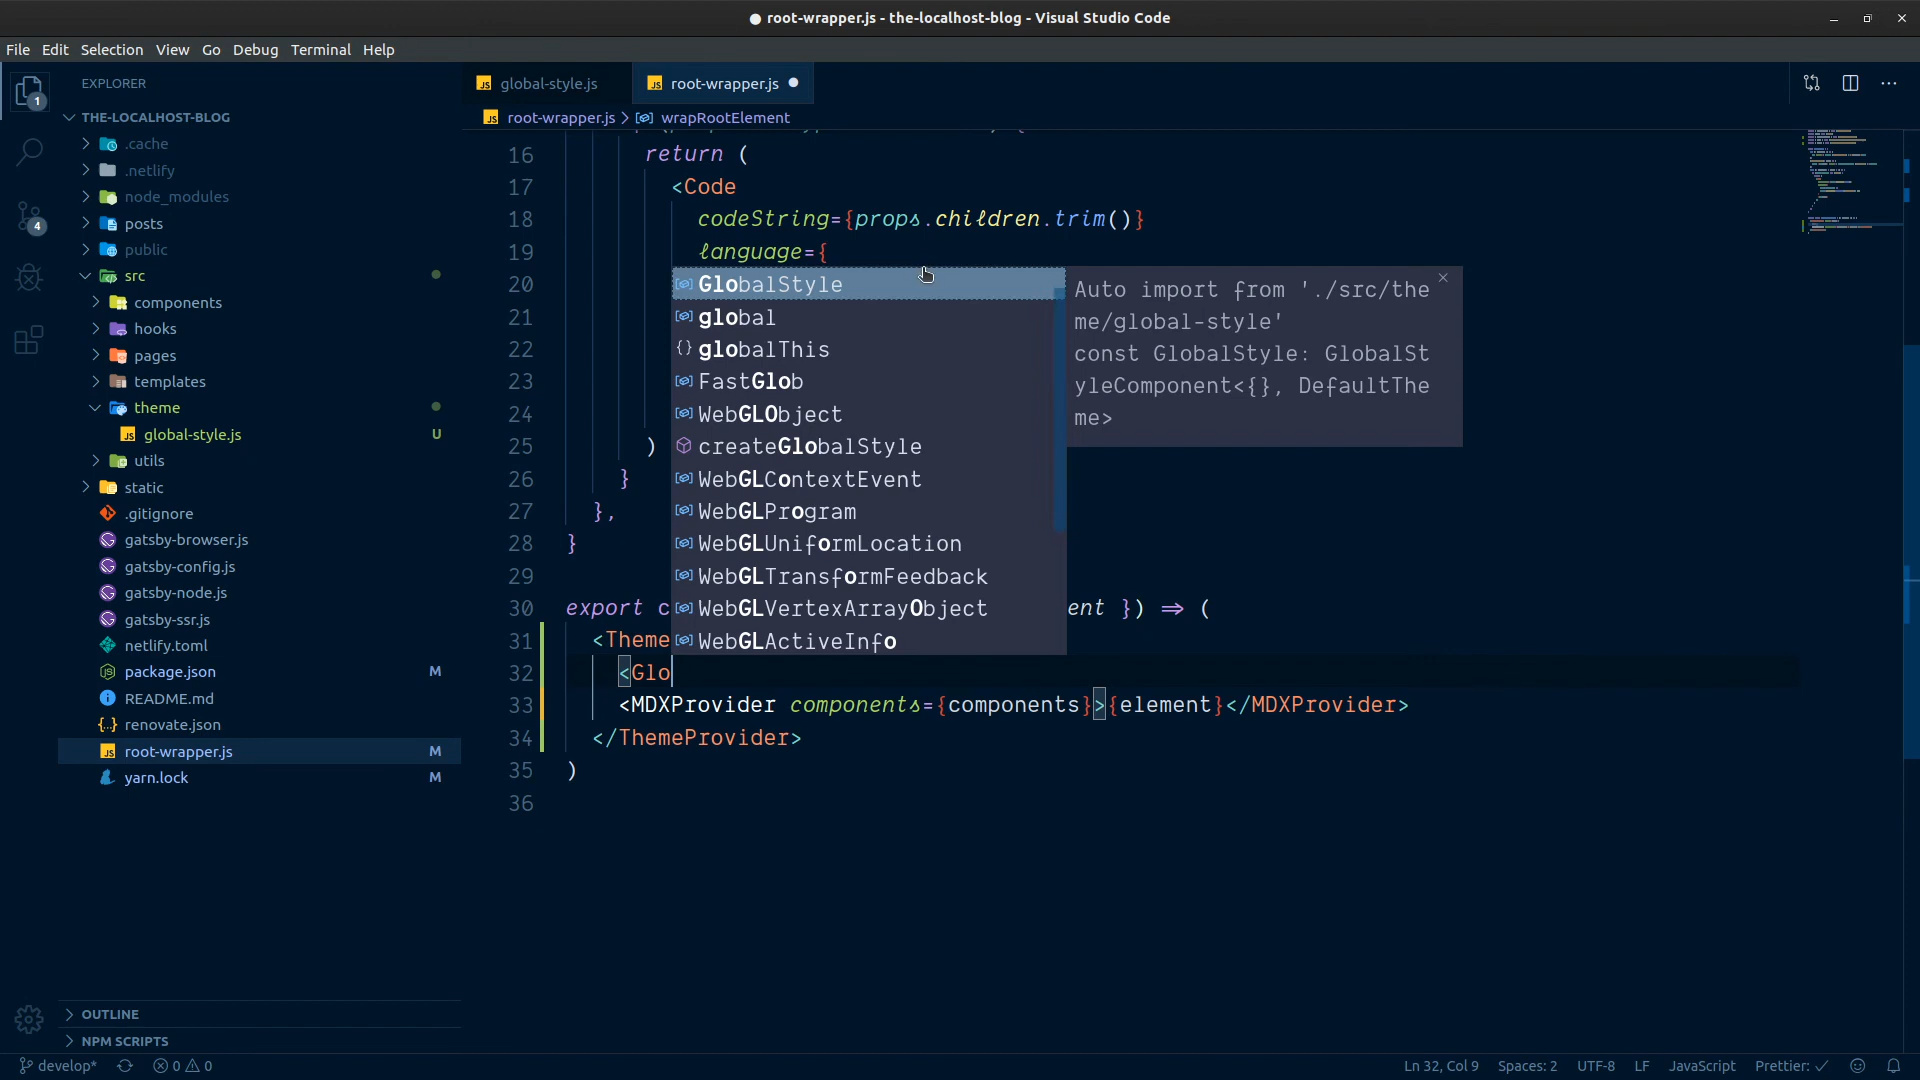 ● root-wrapper.js - the-localhost-blog - Visual Studio Code
File Edit Selection View Go Debug Terminal Help
1
4
EXPLORER
THE-LOCALHOST-BLOG
.cache
.netlify
node_modules
posts
public
src
components
hooks
pages
templates
theme
global-style.js U
utils
static
.gitignore
gatsby-browser.js
gatsby-config.js
gatsby-node.js
gatsby-ssr.js
netlify.toml
package.json M
README.md
renovate.json
root-wrapper.js M
yarn.lock M
OUTLINE
NPM SCRIPTS
JS global-style.js
JS root-wrapper.js ●
JS root-wrapper.js > wrapRootElement
16 return (
17 <Code
18 codeString={props.children.trim()}
19 language={
20
21
22
23
24
25 )
26 }
27 },
28 }
29
30 export c ent }) ⇒ (
31 <Theme
32 <Glo
33 <MDXProvider components={components}>{element}</MDXProvider>
34 </ThemeProvider>
35 )
36
GlobalStyle
global
globalThis
FastGlob
WebGLObject
createGlobalStyle
WebGLContextEvent
WebGLProgram
WebGLUniformLocation
WebGLTransformFeedback
WebGLVertexArrayObject
WebGLActiveInfo
Auto import from './src/the
me/global-style'
const GlobalStyle: GlobalSt
yleComponent<{}, DefaultThe
me>
develop* 0 0 Ln 32, Col 9 Spaces: 2 UTF-8 LF JavaScript Prettier: ✓